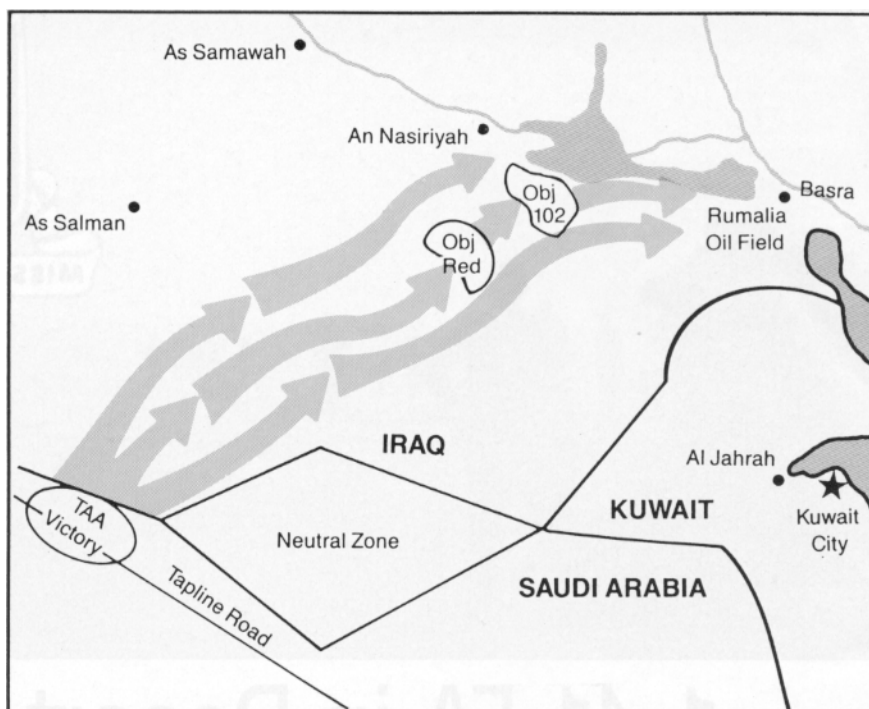 As Samawah
An Nasiriyah
As Salman
Obj
102
Basra
Rumalia
Oil Field
Obj
Red
IRAQ
Al Jahrah
KUWAIT
Kuwait
City
TAA
Victory
Neutral Zone
Tapline Road
SAUDI ARABIA